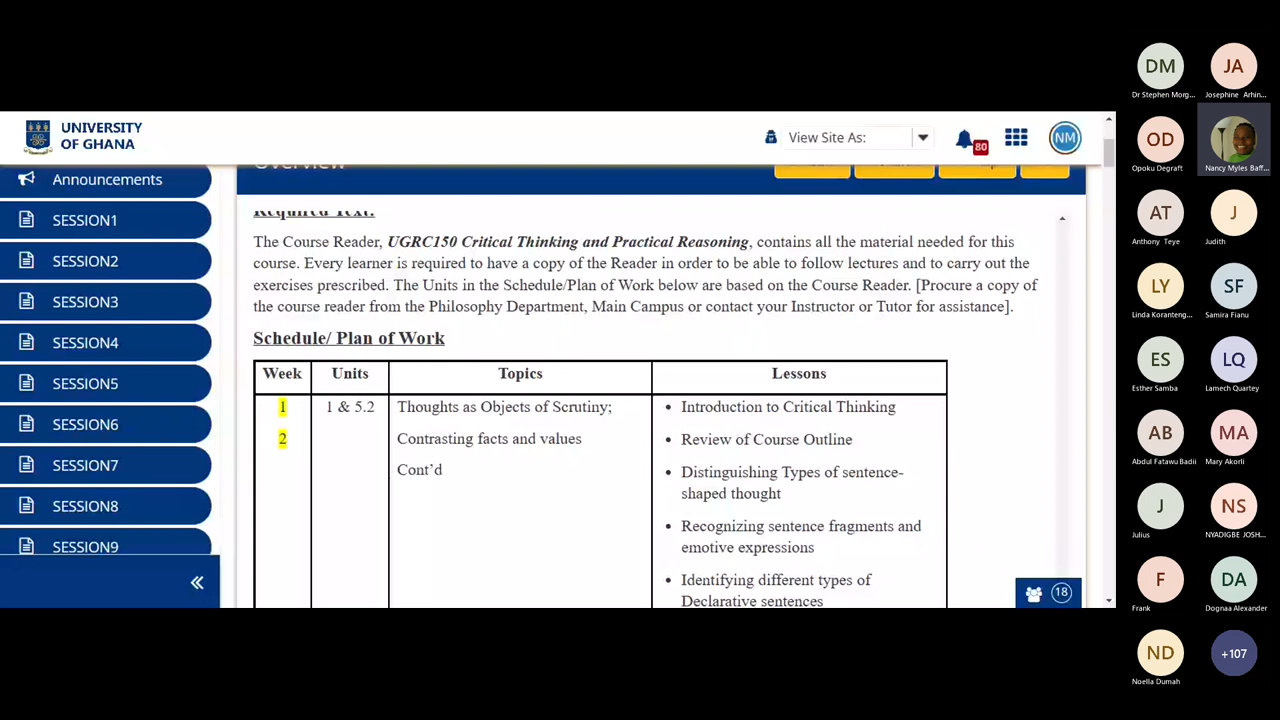 UNIVERSITY
OF GHANA
View Site As:
80
NM
Announcements
SESSION1
SESSION2
SESSION3
SESSION4
SESSION5
SESSION6
SESSION7
SESSION8
SESSION9
Overview
Required Text:
The Course Reader, UGRC150 Critical Thinking and Practical Reasoning, contains all the material needed for this
course. Every learner is required to have a copy of the Reader in order to be able to follow lectures and to carry out the
exercises prescribed. The Units in the Schedule/Plan of Work below are based on the Course Reader. [Procure a copy of
the course reader from the Philosophy Department, Main Campus or contact your Instructor or Tutor for assistance].
Schedule/ Plan of Work
Week Units Topics Lessons
1 1 & 5.2 Thoughts as Objects of Scrutiny; • Introduction to Critical Thinking
2 Contrasting facts and values • Review of Course Outline
Cont'd • Distinguishing Types of sentence-
shaped thought
• Recognizing sentence fragments and
emotive expressions
• Identifying different types of
Declarative sentences
18
DM JA
Dr Stephen Morg... Josephine Arhin...
OD
Opoku Degraft Nancy Myles Baff...
AT J
Anthony Teye Judith
LY SF
Linda Koranteng... Samira Fianu
ES LQ
Esther Samba Lamech Quartey
AB MA
Abdul Fatawu Badii Mary Akorli
J NS
Julius NYADIGBE JOSH...
F DA
Frank Dognaa Alexander
ND +107
Noella Dumah